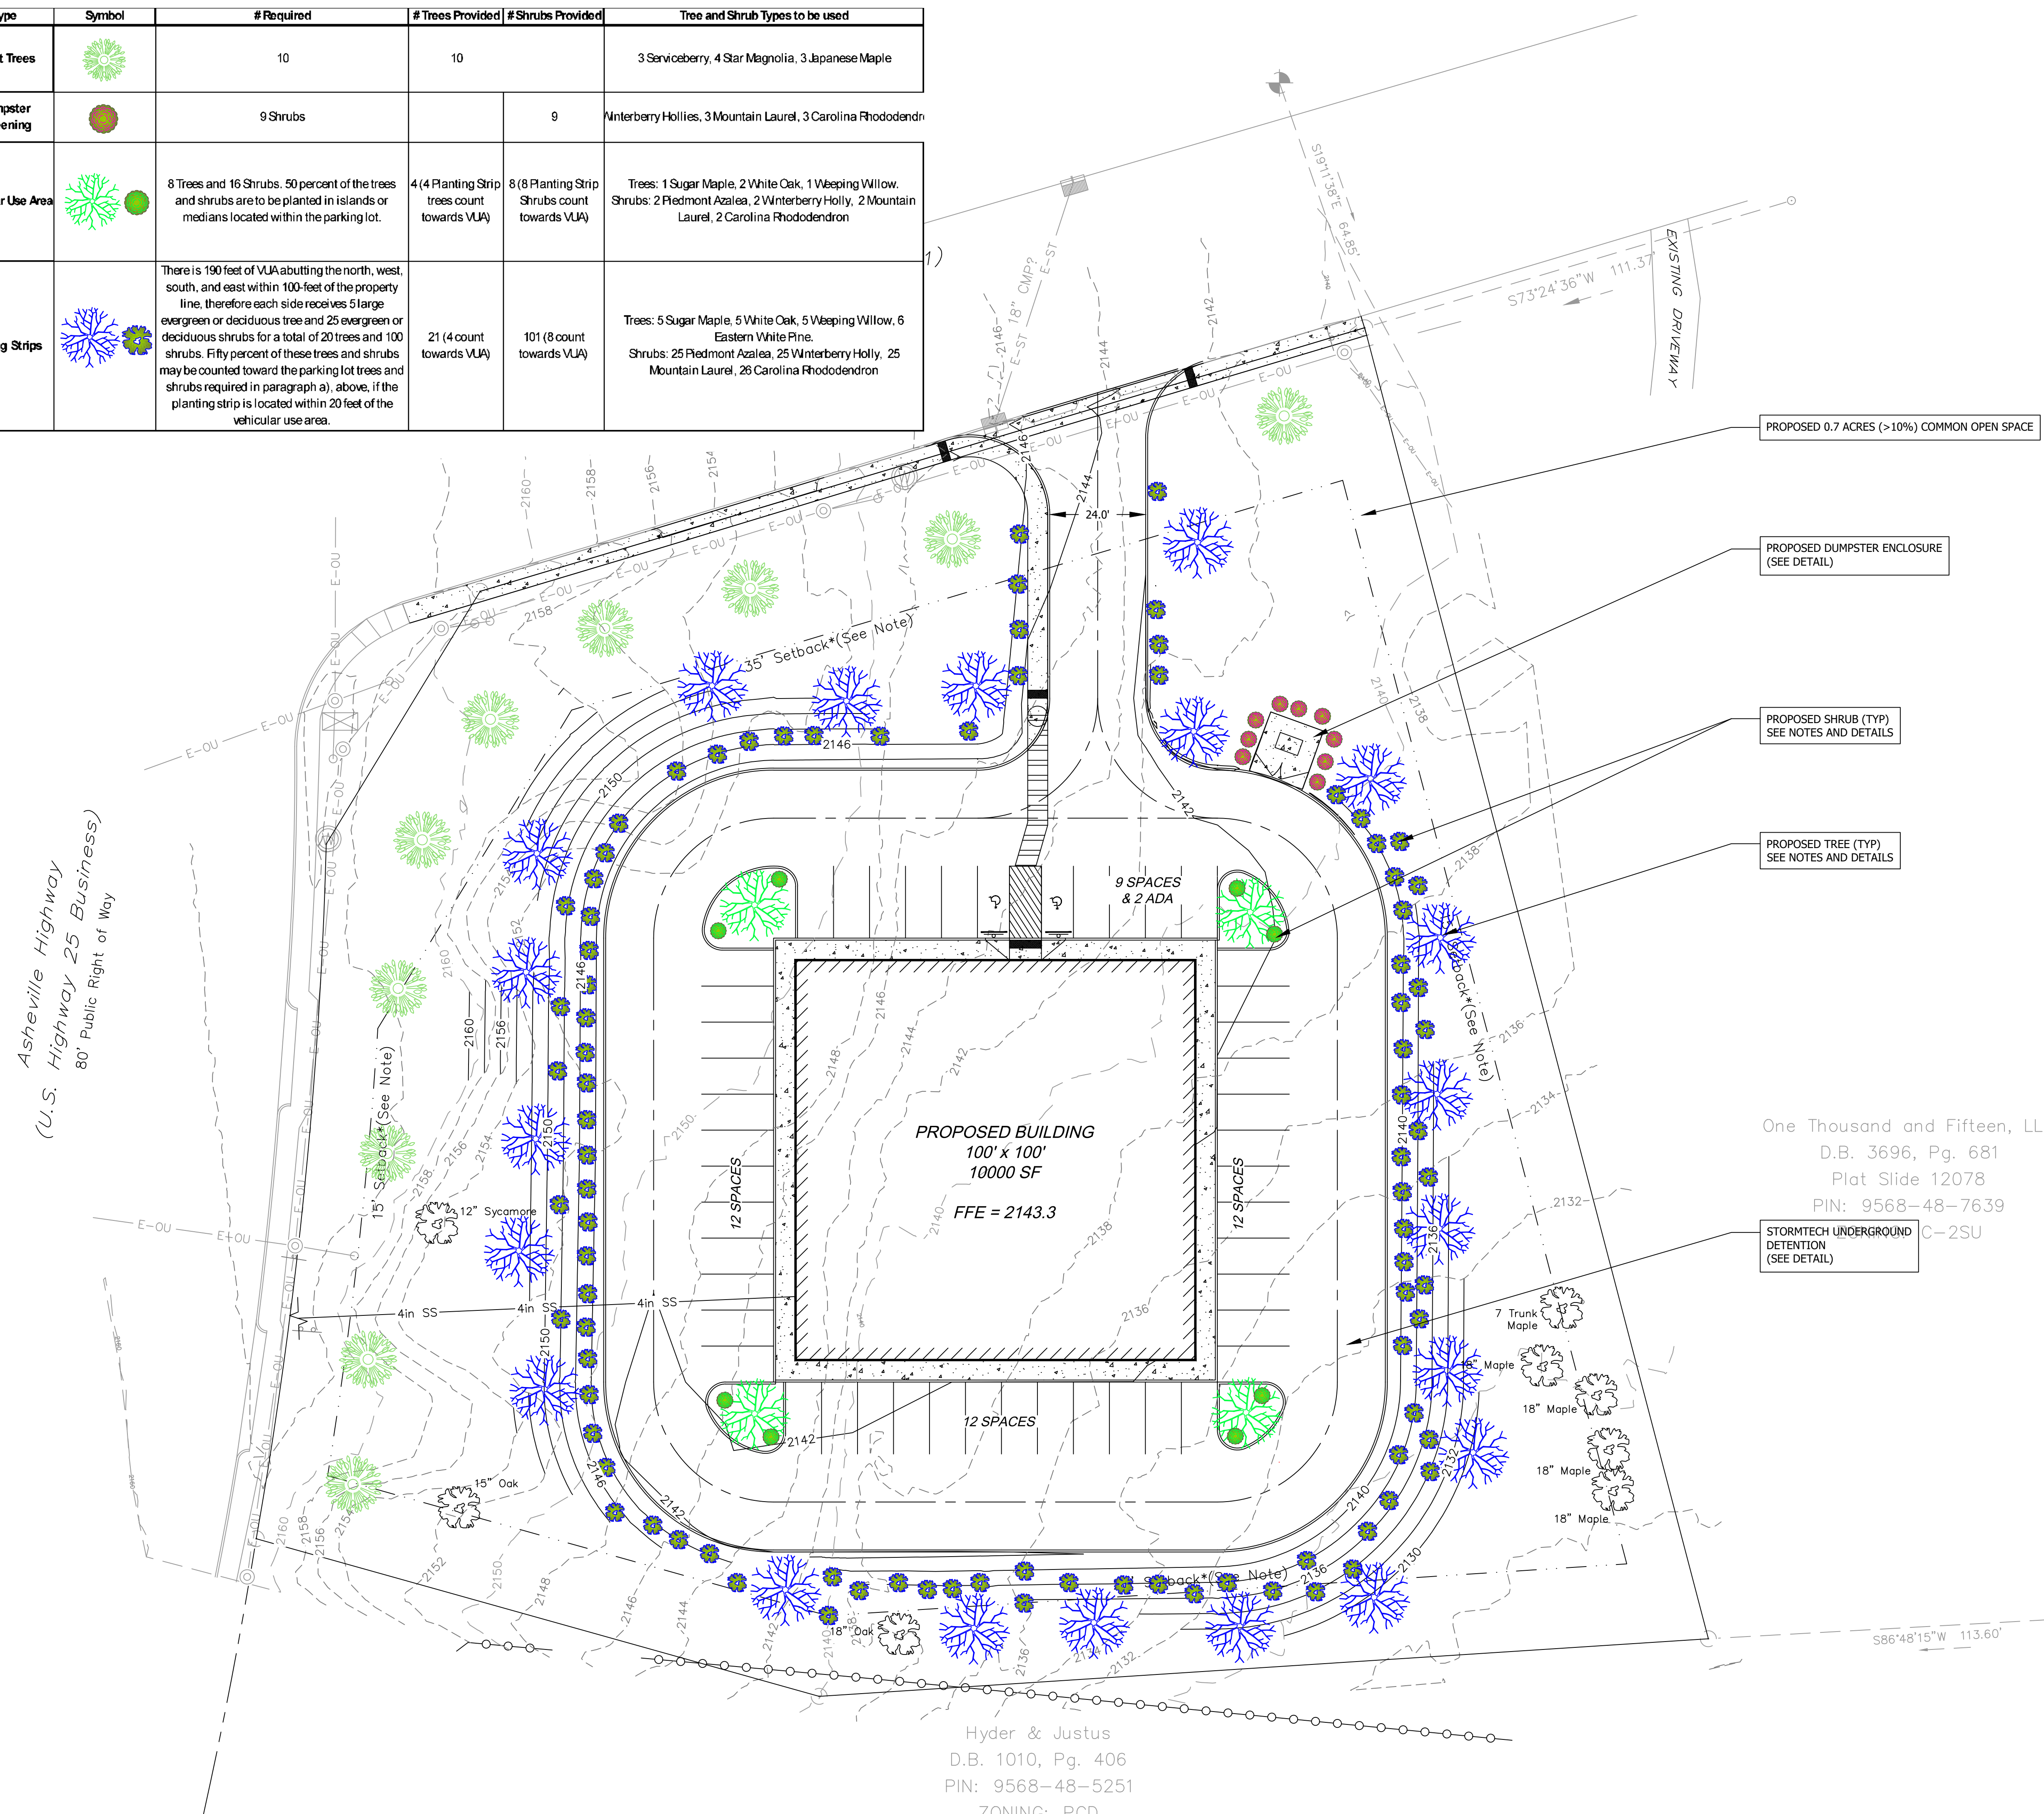 ype Symbol # Required # Trees Provided # Shrubs Provided Tree and Shrub Types to be used
t Trees 10 10 3 Serviceberry, 4 Star Magnolia, 3 Japanese Maple
npster
ening
9 Shrubs 9 Winterberry Hollies, 3 Mountain Laurel, 3 Carolina Rhododendr
r Use Area
8 Trees and 16 Shrubs. 50 percent of the trees
and shrubs are to be planted in islands or
medians located within the parking lot.
4 (4 Planting Strip
trees count
towards VUA)
8 (8 Planting Strip
Shrubs count
towards VUA)
Trees: 1 Sugar Maple, 2 White Oak, 1 Weeping Willow.
Shrubs: 2 Piedmont Azalea, 2 Winterberry Holly, 2 Mountain
Laurel, 2 Carolina Rhododendron
g Strips
There is 190 feet of VUA abutting the north, west,
south, and east within 100-feet of the property
line, therefore each side receives 5 large
evergreen or deciduous tree and 25 evergreen or
deciduous shrubs for a total of 20 trees and 100
shrubs. Fifty percent of these trees and shrubs
may be counted toward the parking lot trees and
shrubs required in paragraph a), above, if the
planting strip is located within 20 feet of the
vehicular use area.
21 (4 count
towards VUA)
101 (8 count
towards VUA)
Trees: 5 Sugar Maple, 5 White Oak, 5 Weeping Willow, 6
Eastern White Pine.
Shrubs: 25 Piedmont Azalea, 25 Winterberry Holly, 25
Mountain Laurel, 26 Carolina Rhododendron
1)
18" CMP?
E-ST
E-ST
S19°11'38"E 64.85'
S73°24'36"W 111.37'
EXISTING DRIVEWAY
PROPOSED 0.7 ACRES (>10%) COMMON OPEN SPACE
PROPOSED DUMPSTER ENCLOSURE
(SEE DETAIL)
PROPOSED SHRUB (TYP)
SEE NOTES AND DETAILS
PROPOSED TREE (TYP)
SEE NOTES AND DETAILS
24.0'
35' Setback*(See Note)
15' Setback*(See Note)
Setback*(See Note)
Asheville Highway
(U.S. Highway 25 Business)
80' Public Right of Way
9 SPACES
& 2 ADA
12 SPACES
12 SPACES
12 SPACES
PROPOSED BUILDING
100' x 100'
10000 SF
FFE = 2143.3
One Thousand and Fifteen, LL
D.B. 3696, Pg. 681
Plat Slide 12078
PIN: 9568-48-7639
C-2SU
STORMTECH UNDERGROUND
DETENTION
(SEE DETAIL)
12" Sycamore
4in SS
4in SS
4in SS
7 Trunk
Maple
18" Maple
18" Maple
18" Maple
18" Maple
15" Oak
18" Oak
Setback*(See Note)
S86°48'15"W 113.60'
Hyder & Justus
D.B. 1010, Pg. 406
PIN: 9568-48-5251
ZONING: PCD